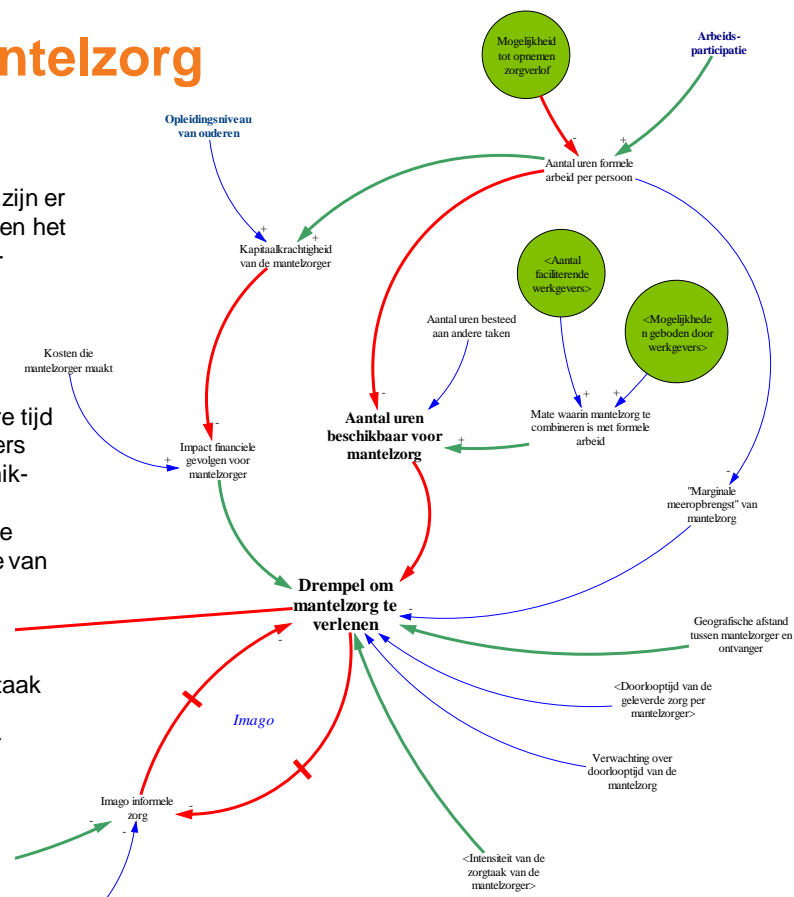 ntelzorg
zijn er
en het
-
e tijd
ers
nik-
e
e van
taak
Mogelijkheid
tot opnemen
zorgverlof
Arbeids-
participatie
Opleidingsniveau
van ouderen
-
+
Aantal uren formele
arbeid per persoon
+
+
Kapitaalkrachtigheid
van de mantelzorger
<Aantal
faciliterende
werkgevers>
<Mogelijkhede
n geboden door
werkgevers>
Aantal uren besteed
aan andere taken
Kosten die
mantelzorger maakt
-
+
+
Aantal uren
beschikbaar voor
mantelzorg
Mate waarin mantelzorg te
combineren is met formele
arbeid
-
+
+
Impact financiele
gevolgen voor
mantelzorger
-
"Marginale
meeropbrengst" van
mantelzorg
Drempel om
mantelzorg te
verlenen
-
-
Geografische afstand
tussen mantelzorger en
ontvanger
<Doorlooptijd van de
geleverde zorg per
mantelzorger>
Imago
Verwachting over
doorlooptijd van de
mantelzorg
Imago informele
zorg
-
-
-
<Intensiteit van de
zorgtaak van de
mantelzorger>